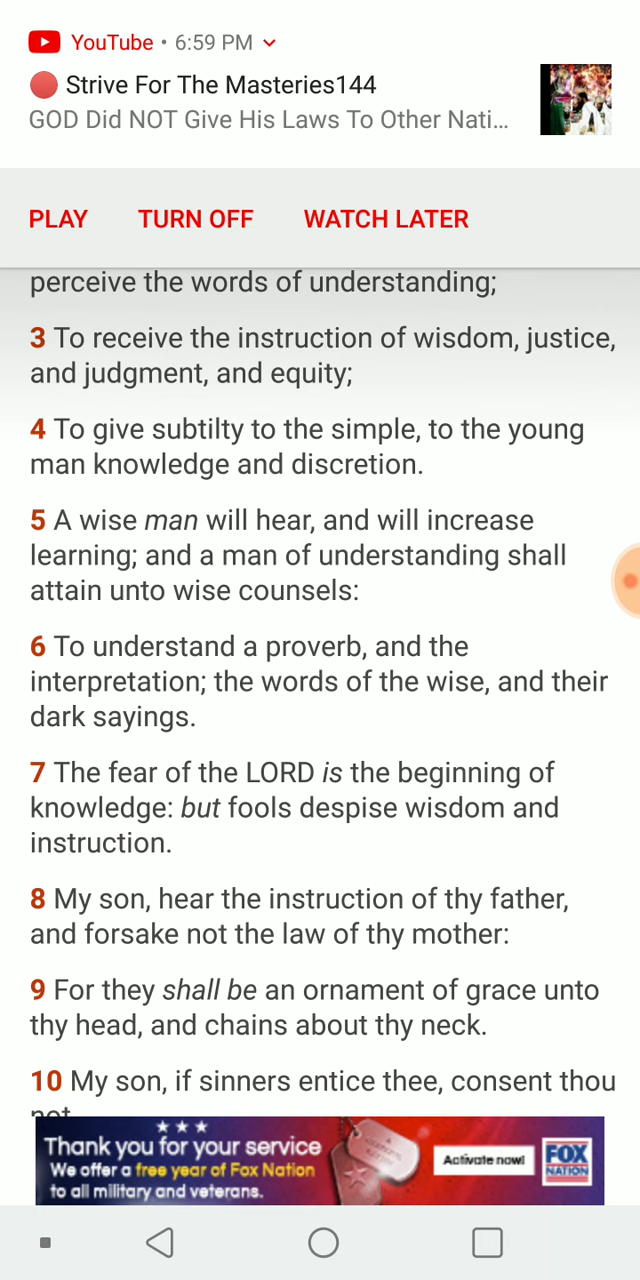 YouTube • 6:59 PM
🔴 Strive For The Masteries144
GOD Did NOT Give His Laws To Other Nati...
PLAY TURN OFF WATCH LATER
perceive the words of understanding;
3 To receive the instruction of wisdom, justice,
and judgment, and equity;
4 To give subtilty to the simple, to the young
man knowledge and discretion.
5 A wise man will hear, and will increase
learning; and a man of understanding shall
attain unto wise counsels:
6 To understand a proverb, and the
interpretation; the words of the wise, and their
dark sayings.
7 The fear of the LORD is the beginning of
knowledge: but fools despise wisdom and
instruction.
8 My son, hear the instruction of thy father,
and forsake not the law of thy mother:
9 For they shall be an ornament of grace unto
thy head, and chains about thy neck.
10 My son, if sinners entice thee, consent thou
not
Thank you for your service
We offer a free year of Fox Nation
to all military and veterans.
Activate now!
FOX
NATION